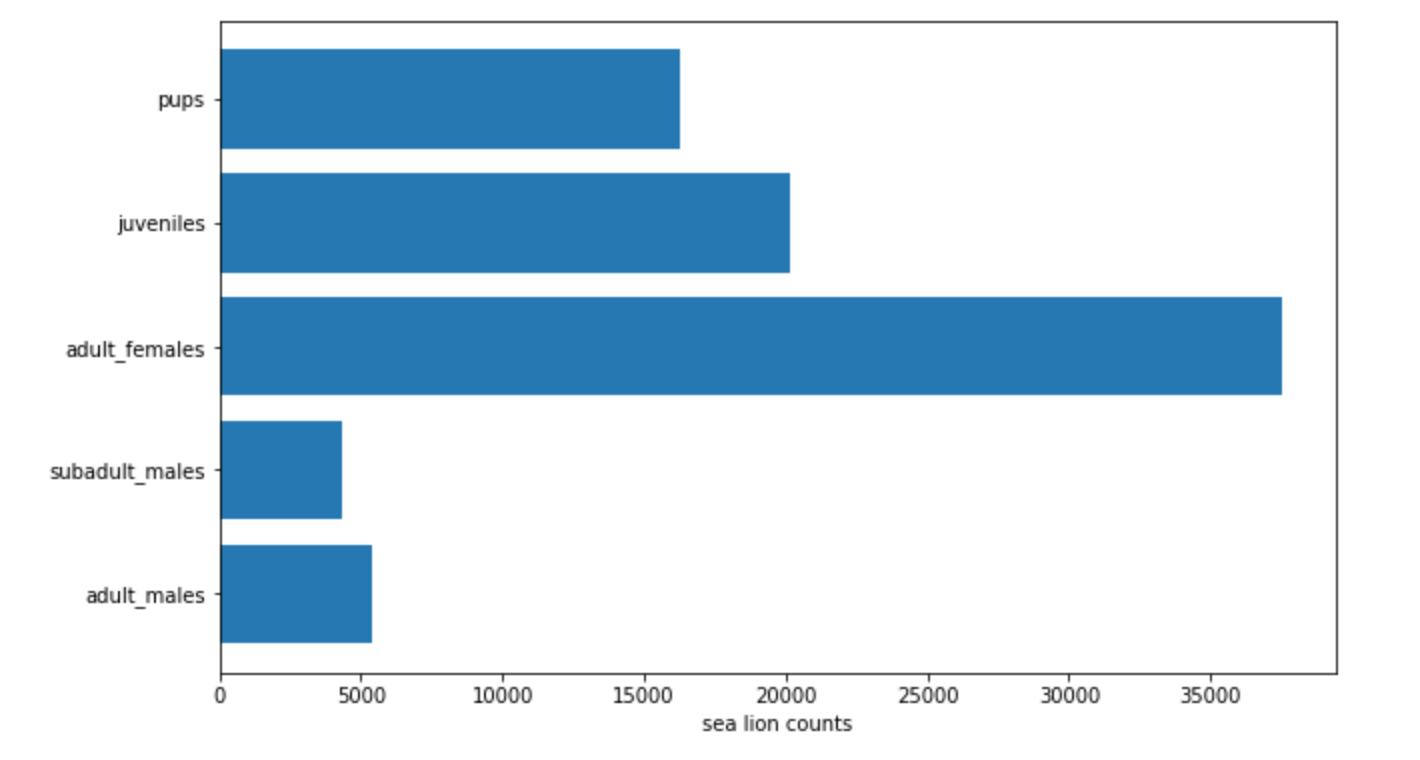 pups
juveniles
adult_females
subadult_males
adult_males
0 5000 10000 15000 20000 25000 30000 35000
sea lion counts